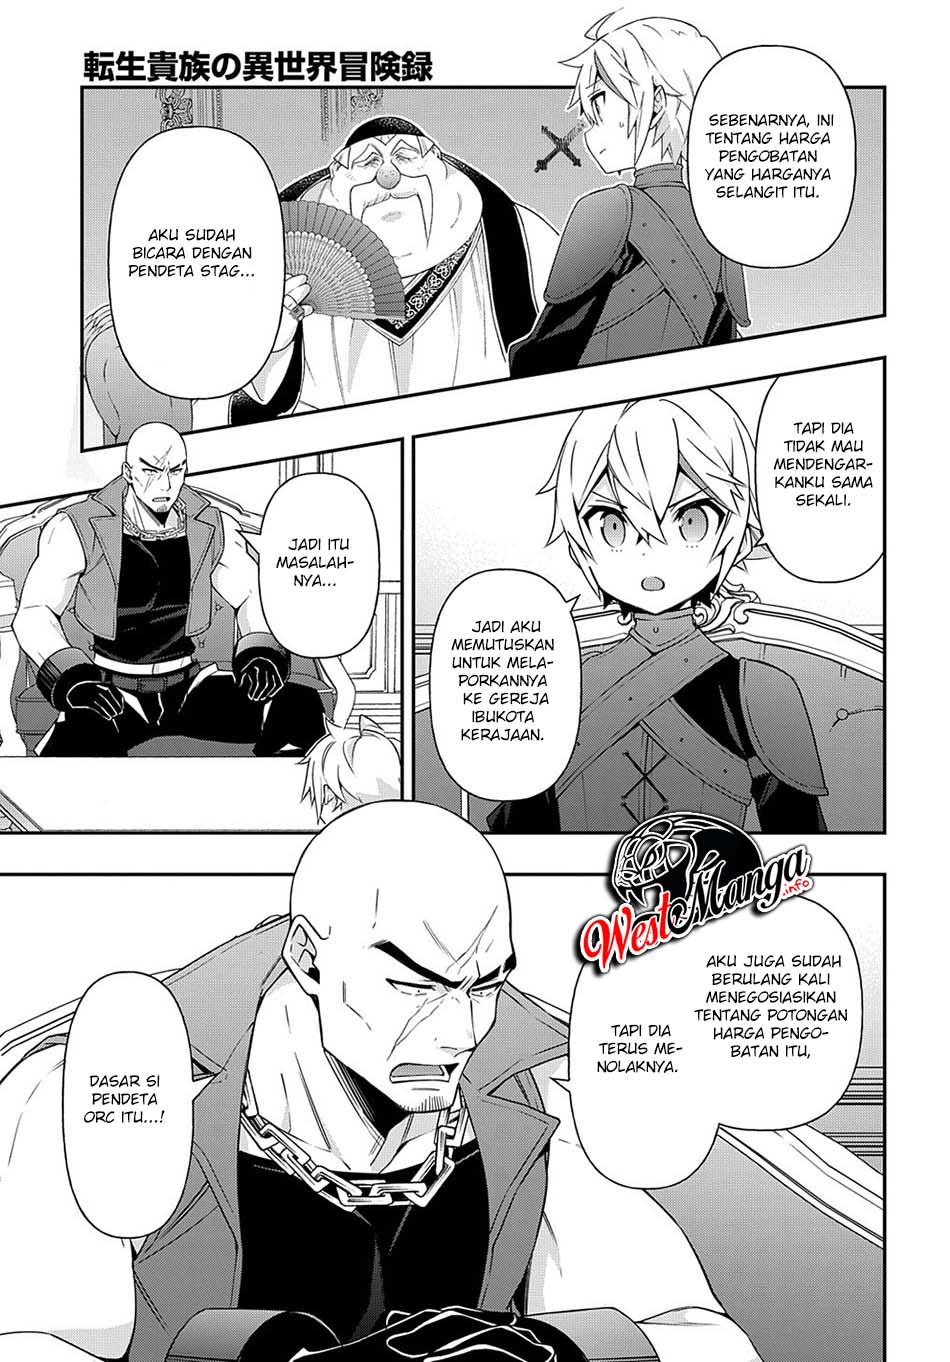 転生貴族の異世界冒険録
SEBENARNYA, INI
TENTANG HARGA
PENGOBATAN
YANG HARGANYA
SELANGIT ITU.
AKU SUDAH
BICARA DENGAN
PENDETA STAG...
TAPI DIA
TIDAK MAU
MENDENGAR-
KANKU SAMA
SEKALI.
JADI AKU
MEMUTUSKAN
UNTUK MELA-
PORKANNYA
KE GEREJA
IBUKOTA
KERAJAAN.
JADI ITU
MASALAH-
NYA...
WestManga
.info
AKU JUGA SUDAH
BERULANG KALI
MENEGOSIASIKAN
TENTANG POTONGAN
HARGA PENGO-
BATAN ITU,
TAPI DIA
TERUS ME-
NOLAKNYA.
DASAR SI
PENDETA
ORC ITU...!